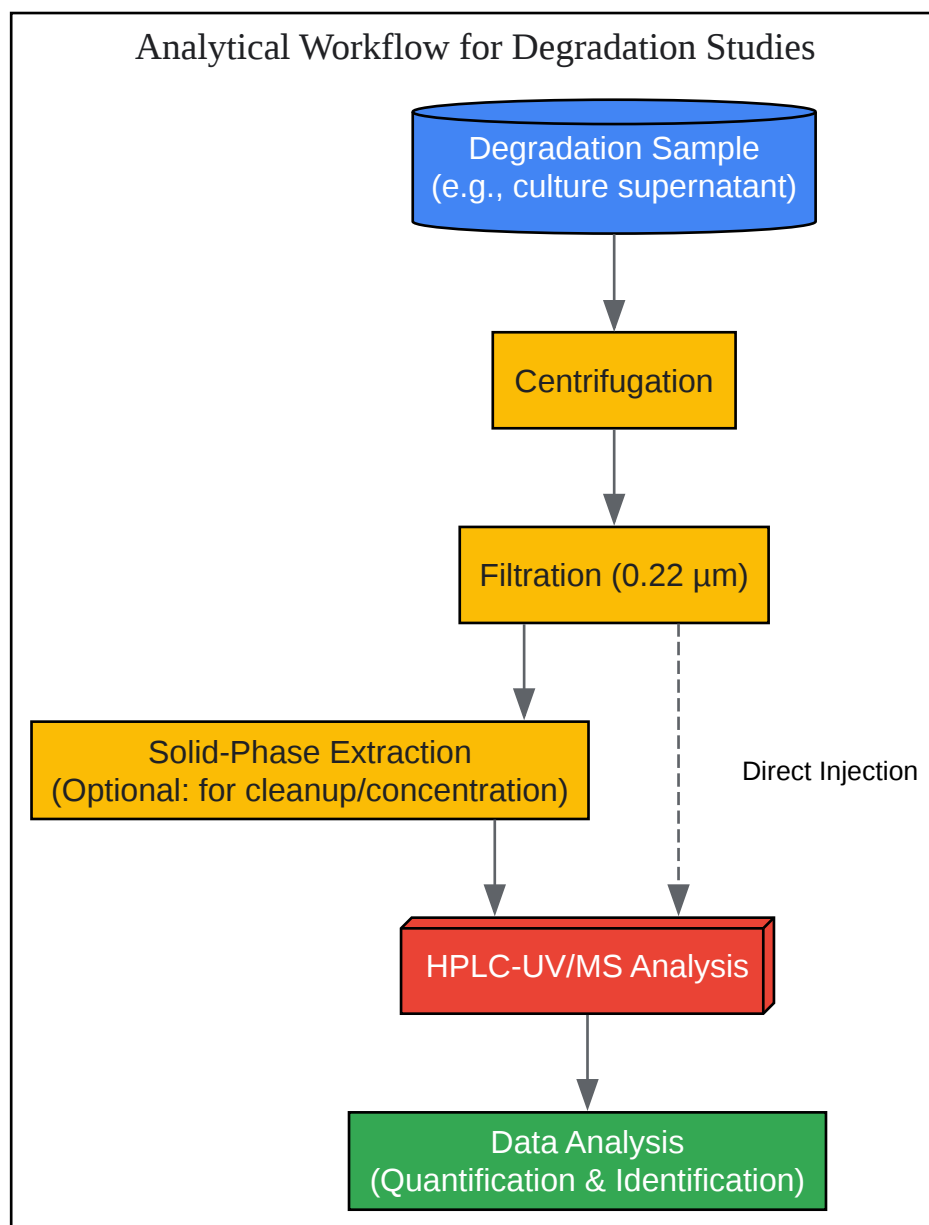 Analytical Workflow for Degradation Studies
Degradation Sample
(e.g., culture supernatant)
Centrifugation
Filtration (0.22 µm)
Solid-Phase Extraction
(Optional: for cleanup/concentration)
Direct Injection
HPLC-UV/MS Analysis
Data Analysis
(Quantification & Identification)